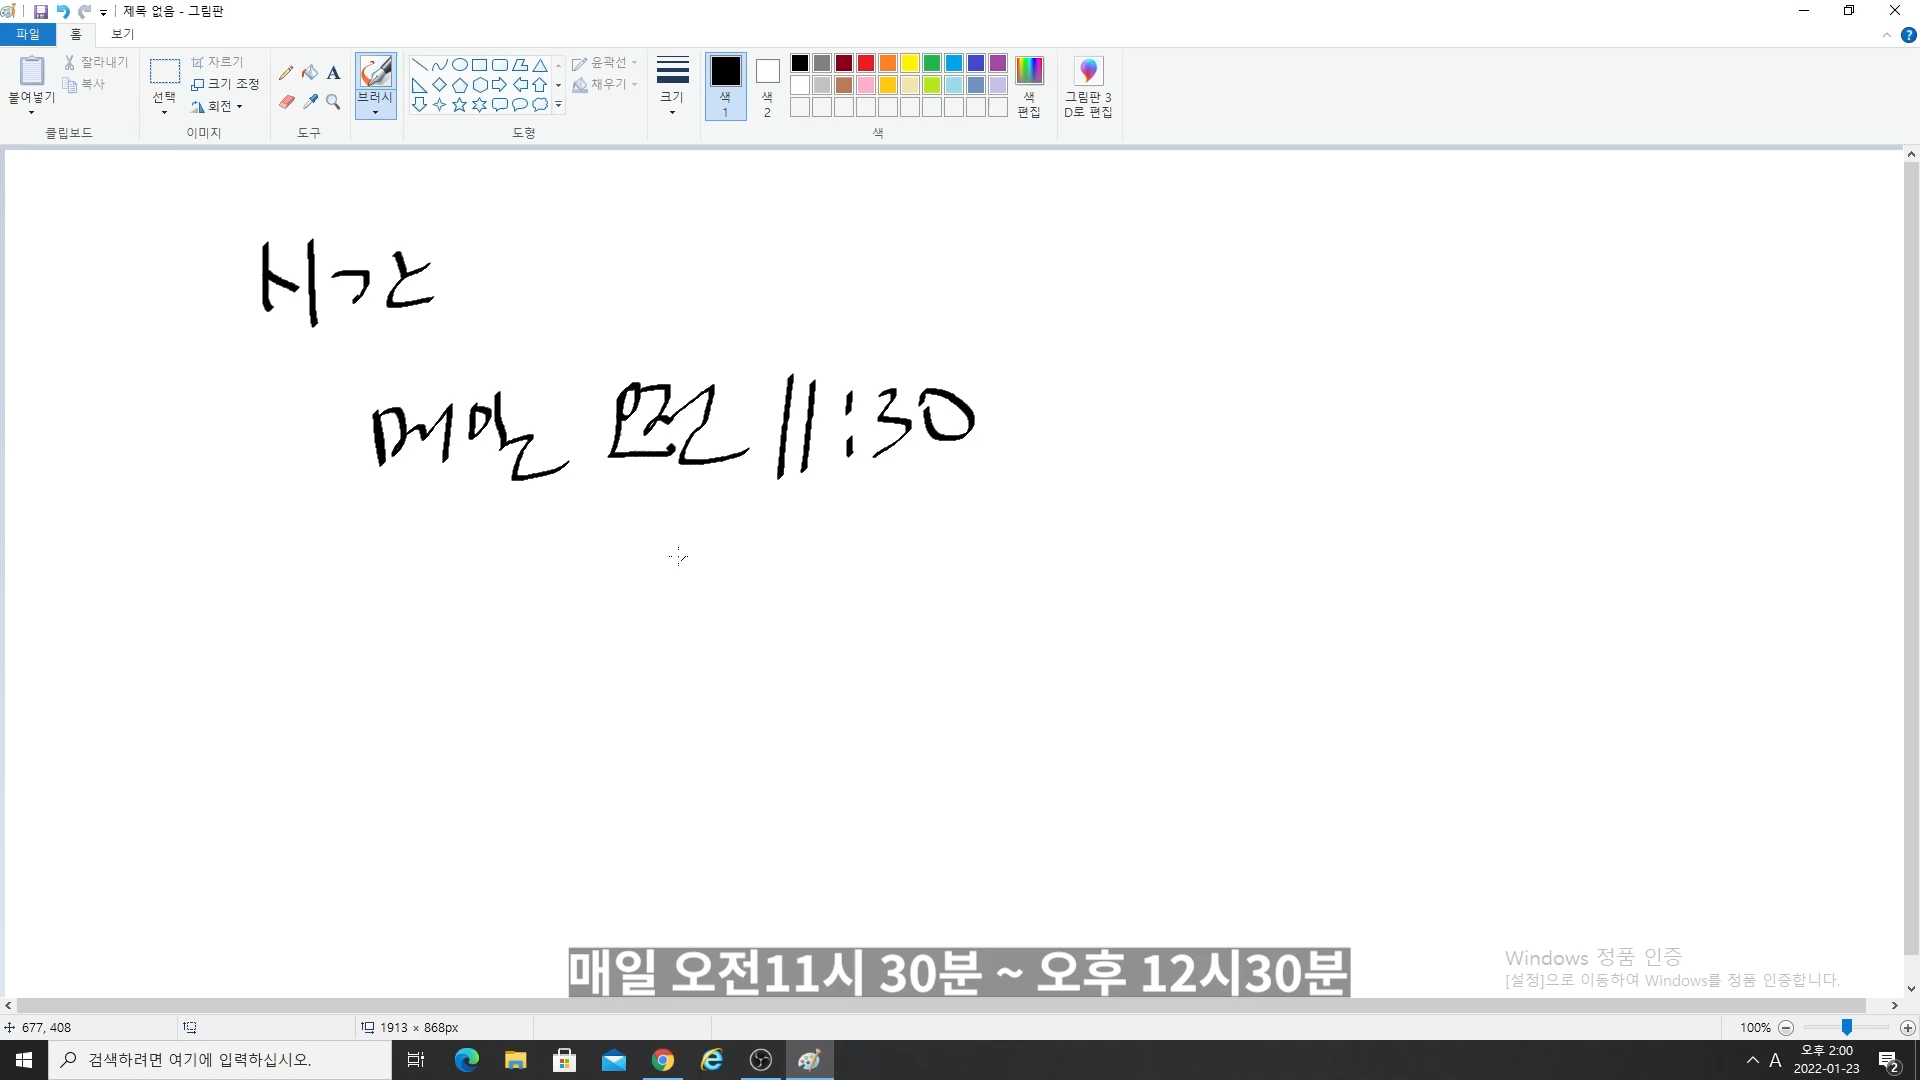 제목 없음 - 그림판
파일 홈 보기
붙여넣기 잘라내기 복사
선택 자르기 크기 조정 회전
A
브러시
윤곽선 채우기
크기
색 1
색 2
색 편집
그림판 3D로 편집
클립보드 이미지 도구 도형 색
시간
매일 오전 11:30
매일 오전11시 30분 ~ 오후 12시30분
Windows 정품 인증
[설정]으로 이동하여 Windows를 정품 인증합니다.
677, 408 1913 × 868px 100%
검색하려면 여기에 입력하십시오.
A 오후 2:00
2022-01-23
2